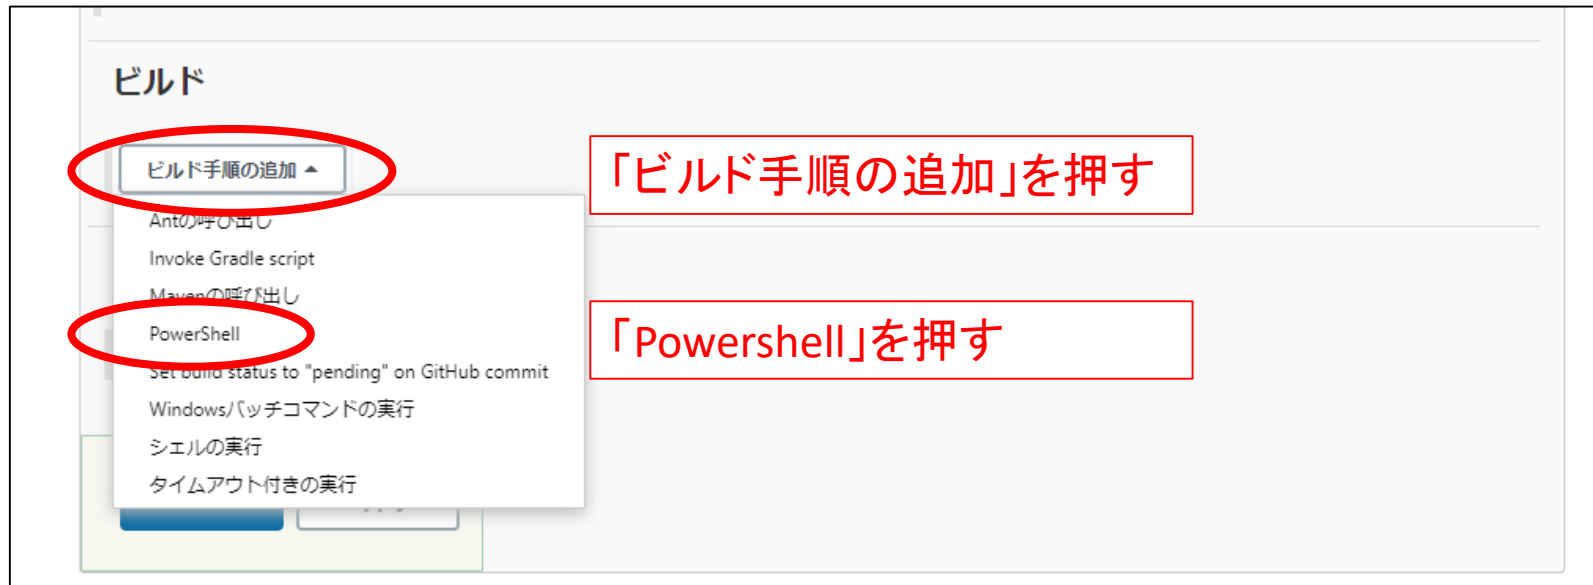 ビルド
ビルド手順の追加
「ビルド手順の追加」を押す
Antの呼び出し
Invoke Gradle script
Mavenの呼び出し
PowerShell
「Powershell」を押す
Set build status to "pending" on GitHub commit
Windowsバッチコマンドの実行
シェルの実行
タイムアウト付きの実行